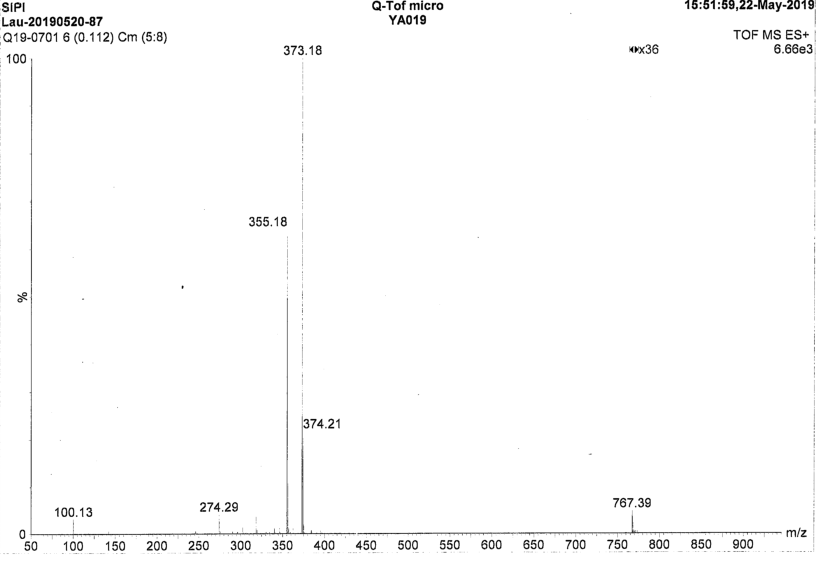 SIPI
Lau-20190520-87
Q19-0701 6 (0.112) Cm (5:8)
Q-Tof micro
YA019
15:51:59,22-May-2019
TOF MS ES+
6.66e3
x36
100
%
0
373.18
355.18
374.21
274.29
100.13
767.39
50 100 150 200 250 300 350 400 450 500 550 600 650 700 750 800 850 900 m/z